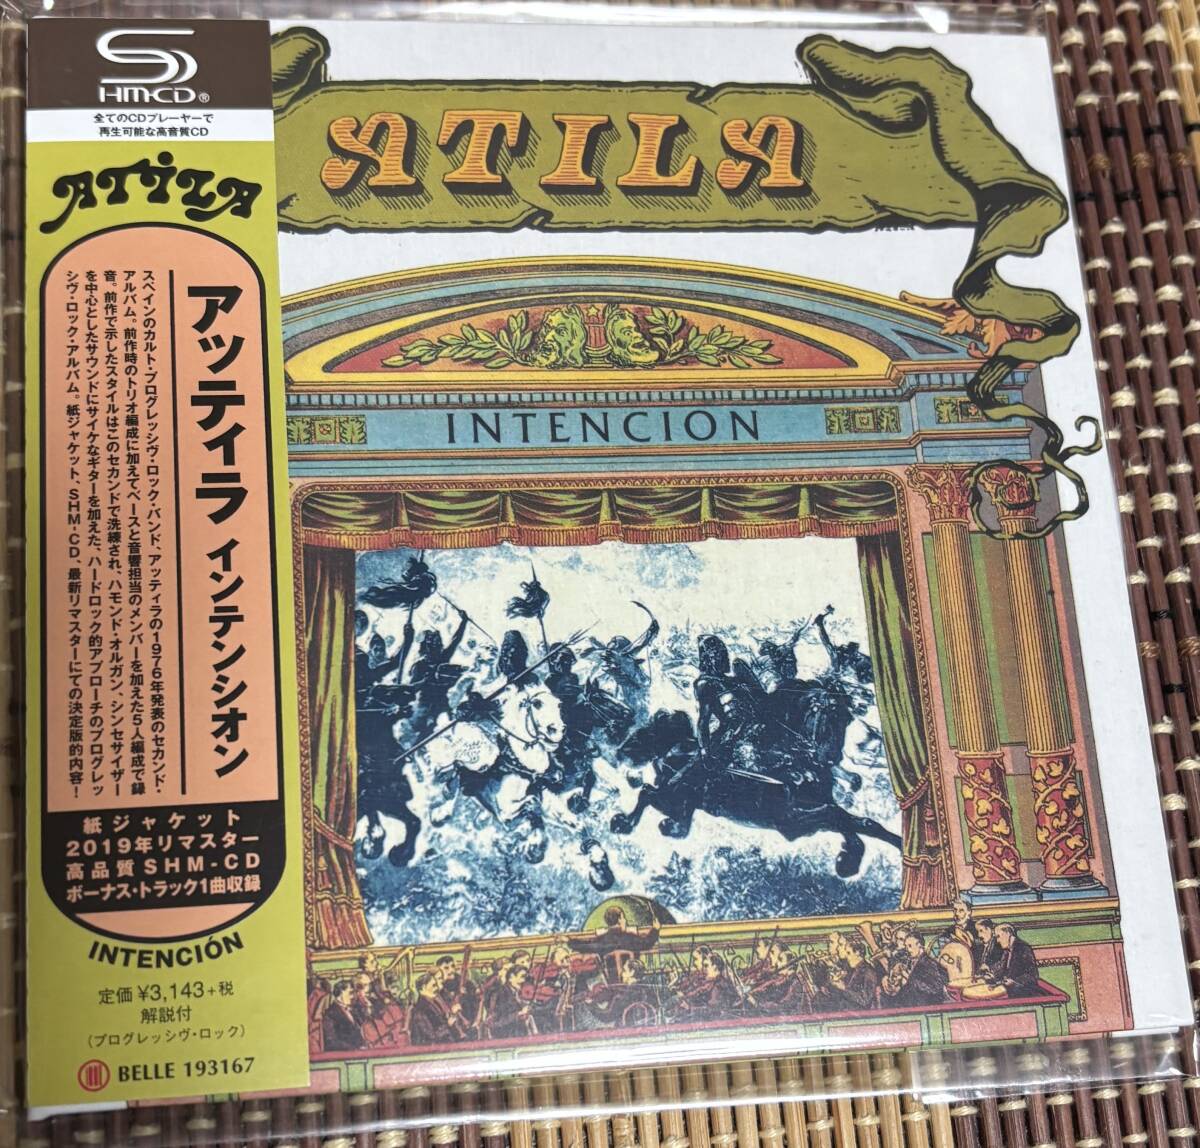 SHM-CD®
全てのCDプレーヤーで
再生可能な高音質CD
ATILA
アッティラ インテンシオン
スペインのカルト・プログレッシヴ・ロック・バンド、アッティラの1976年発表のセカンド・
アルバム。前作時のトリオ編成に加えてベースと音響担当のメンバーを加えた5人編成で録
音。前作で示したスタイルはこのセカンドで洗練され、ハモンド・オルガン、シンセサイザー
を中心としたサウンドにサイケなギターを加えた、ハードロック的アプローチのプログレッ
シヴ・ロック・アルバム。紙ジャケット、SHM-CD、最新リマスターにての決定版的内容!
紙ジャケット
2019年リマスター
高品質SHM-CD
ボーナス・トラック1曲収録
INTENCIÓN
定価¥3,143+税
解説付
(プログレッシヴ・ロック)
BELLE 193167
ATILA
INTENCION